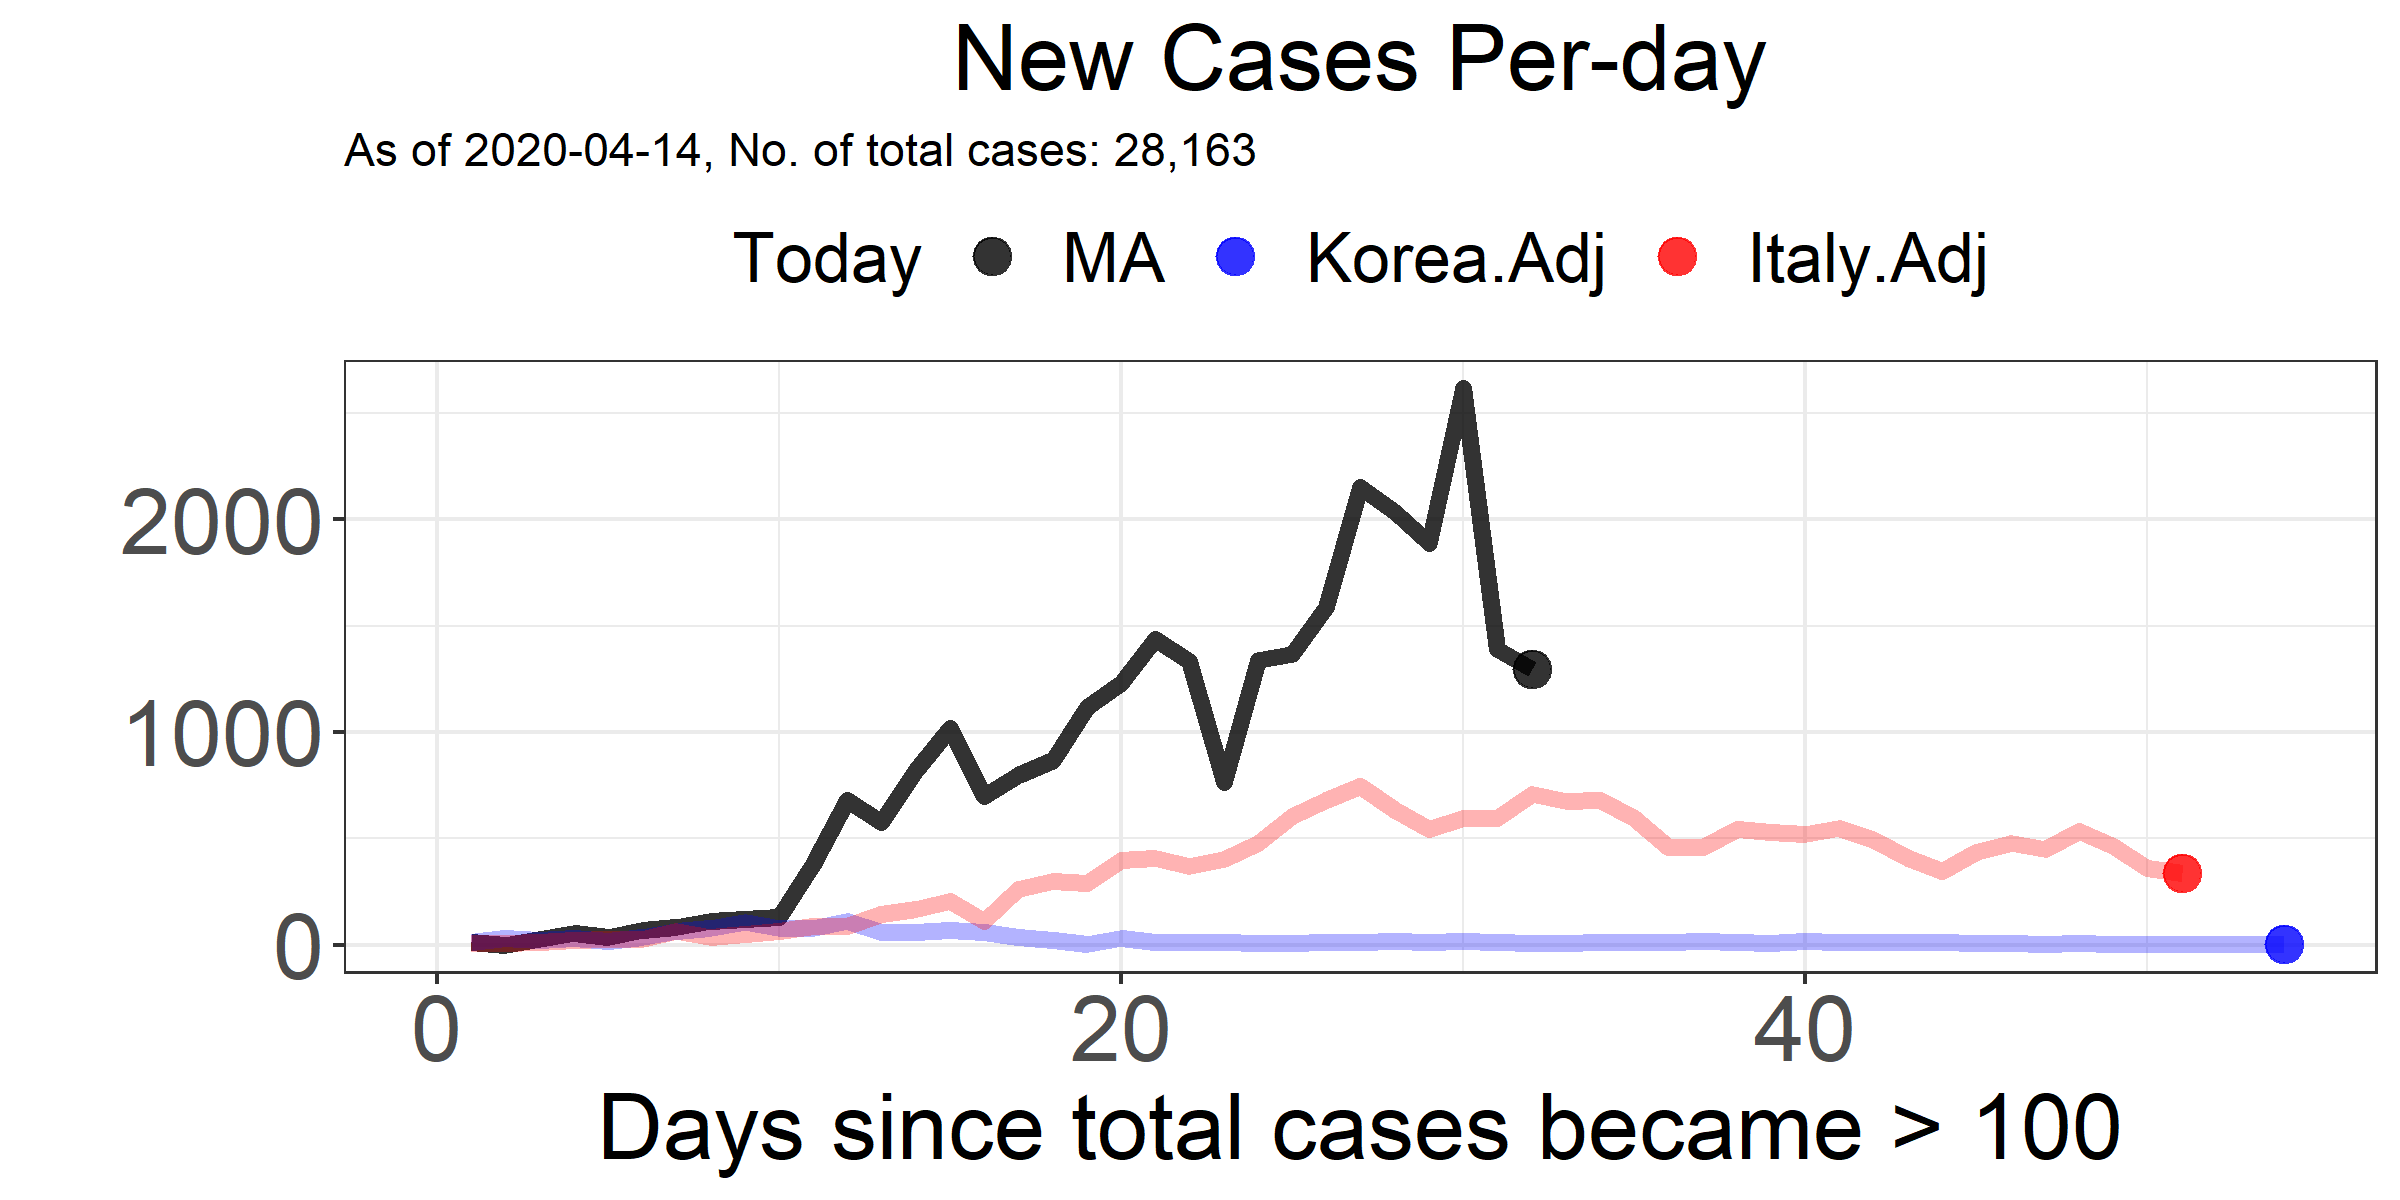 New Cases Per-day
As of 2020-04-14, No. of total cases: 28,163
Today MA Korea.Adj Italy.Adj
2000
1000
0
0 20 40
Days since total cases became > 100